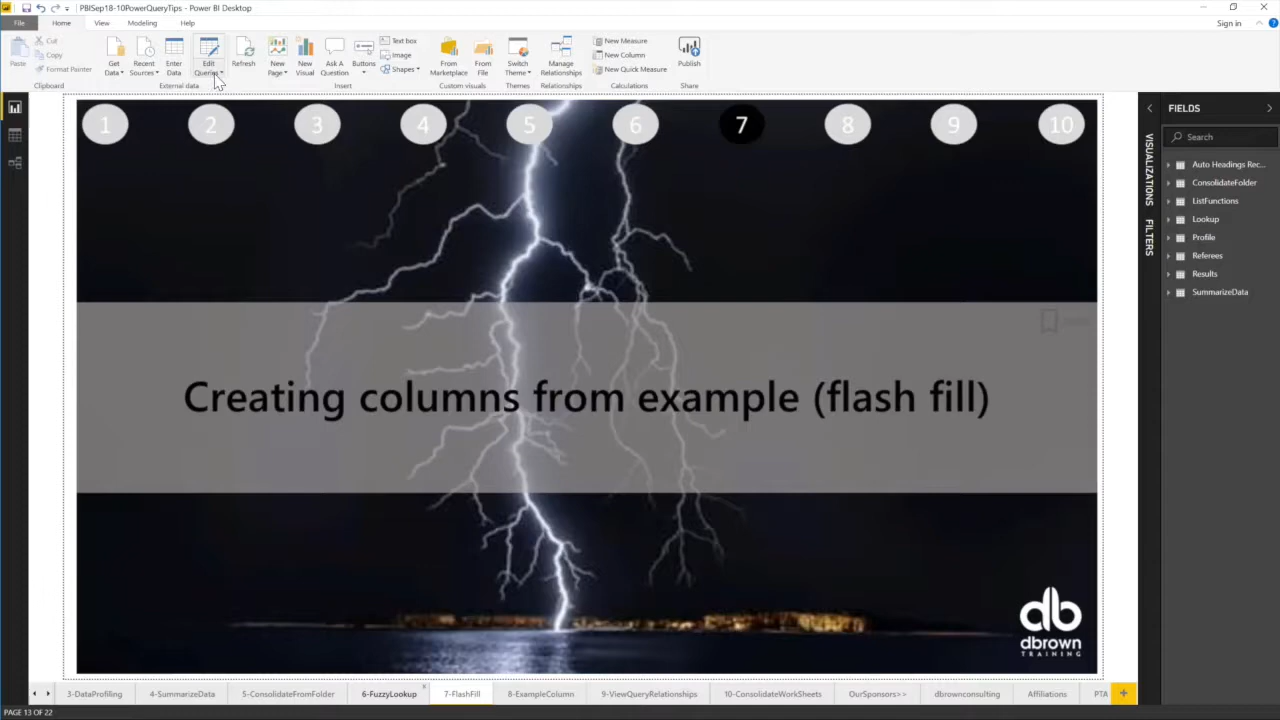 PBISep18-10PowerQueryTips - Power BI Desktop
File
Home
View
Modeling
Help
Sign in
Paste
Cut
Copy
Format Painter
Clipboard
Get Data
Recent Sources
Enter Data
Edit Queries
Refresh
External data
New Page
New Visual
Ask A Question
Buttons
Text box
Image
Shapes
Insert
From Marketplace
From File
Custom visuals
Switch Theme
Themes
Manage Relationships
Relationships
New Measure
New Column
New Quick Measure
Calculations
Publish
Share
1 2 3 4 5 6 7 8 9 10
Creating columns from example (flash fill)
db
dbrown
TRAINING
VISUALIZATIONS
FILTERS
FIELDS
Search
Auto Headings Rec...
ConsolidateFolder
ListFunctions
Lookup
Profile
Referees
Results
SummarizeData
3-DataProfiling
4-SummarizeData
5-ConsolidateFromFolder
6-FuzzyLookup
7-FlashFill
8-ExampleColumn
9-ViewQueryRelationships
10-ConsolidateWorkSheets
OurSponsors>>
dbrownconsulting
Affiliations
PTA
PAGE 13 OF 22